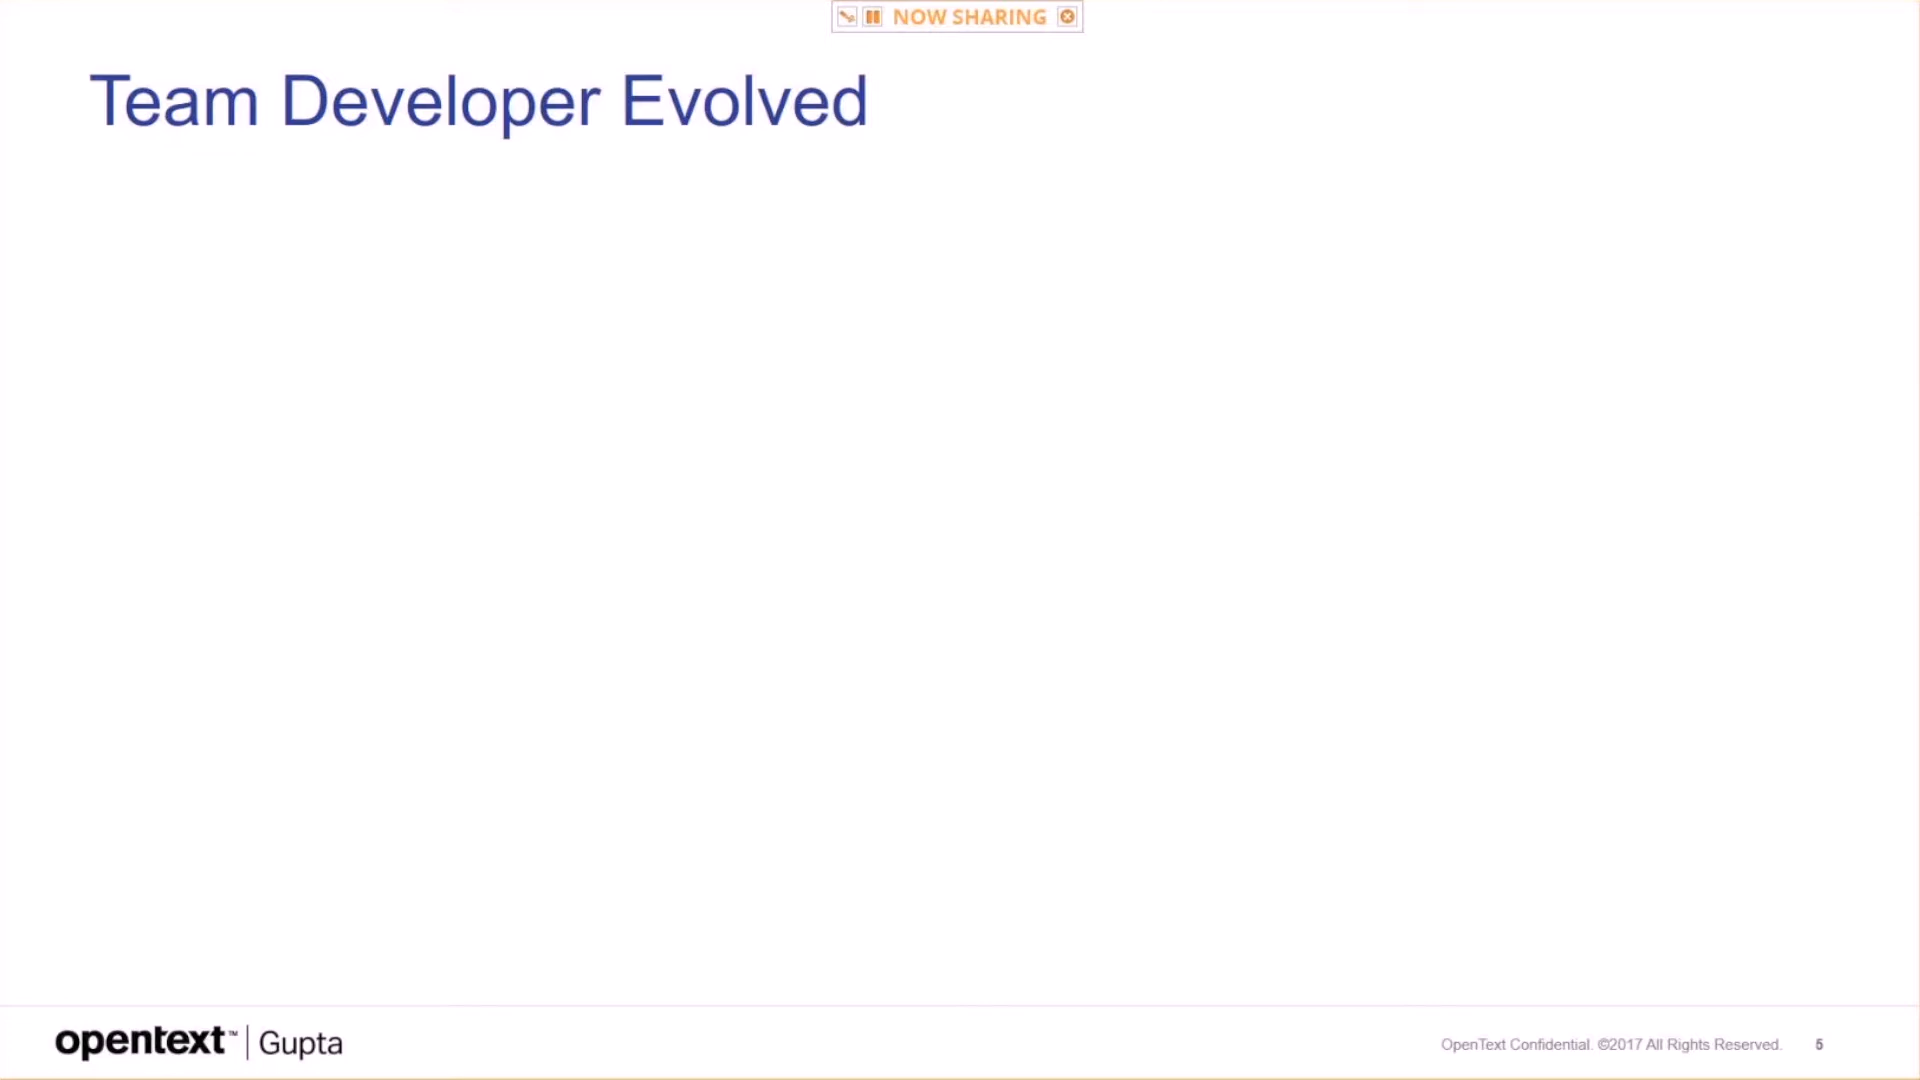 NOW SHARING
Team Developer Evolved
opentext™ | Gupta
OpenText Confidential. ©2017 All Rights Reserved. 5